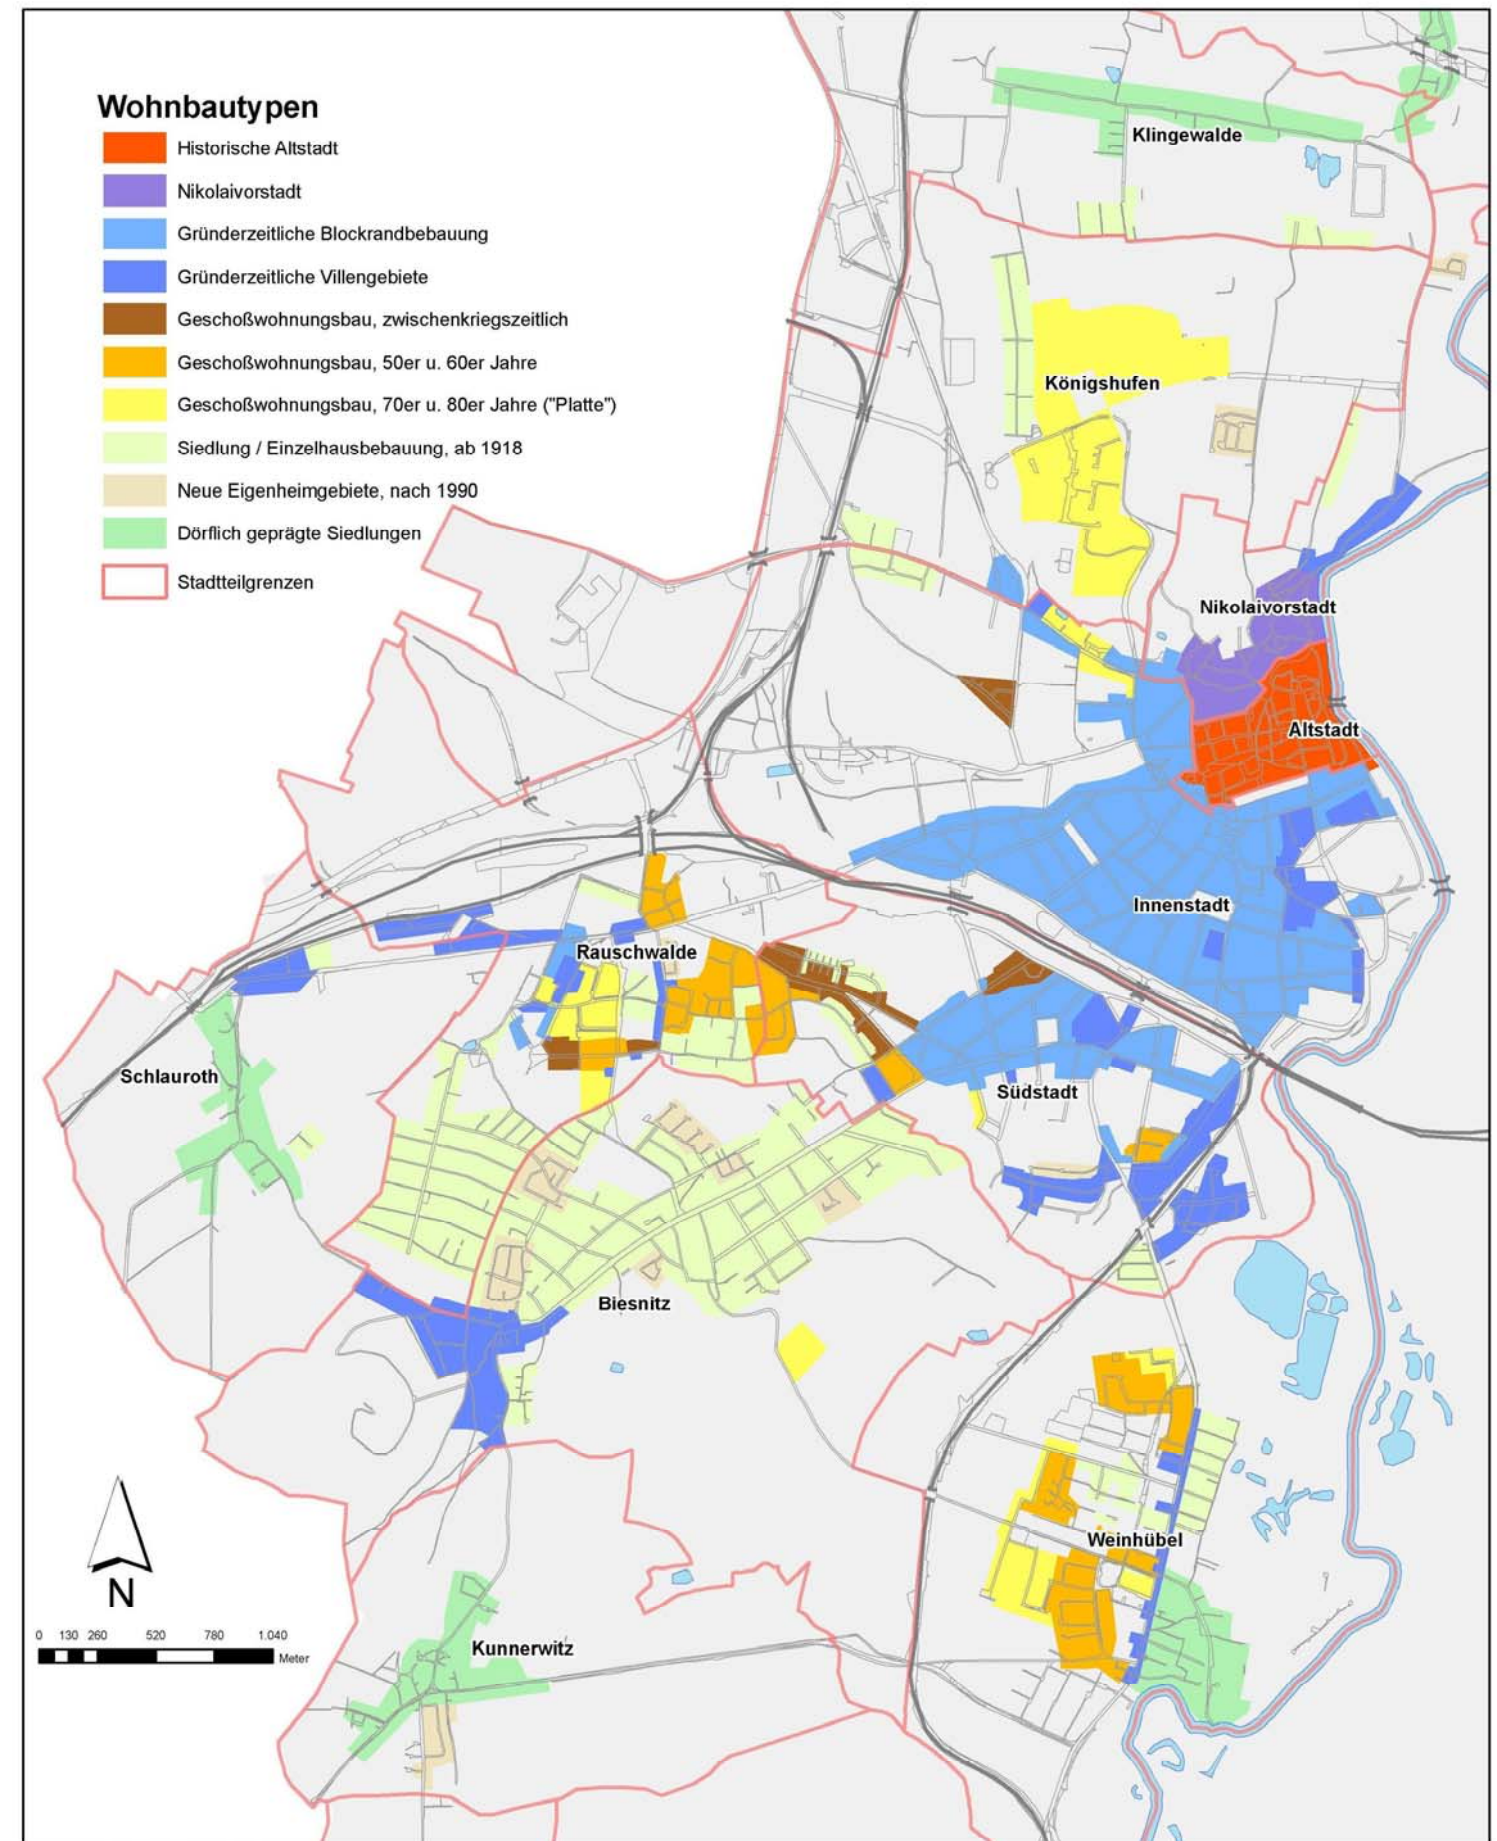 Wohnbautypen
Historische Altstadt
Nikolaivorstadt
Gründerzeitliche Blockrandbebauung
Gründerzeitliche Villengebiete
Geschoßwohnungsbau, zwischenkriegszeitlich
Geschoßwohnungsbau, 50er u. 60er Jahre
Geschoßwohnungsbau, 70er u. 80er Jahre ("Platte")
Siedlung / Einzelhausbebauung, ab 1918
Neue Eigenheimgebiete, nach 1990
Dörflich geprägte Siedlungen
Stadtteilgrenzen
Klingewalde
Königshufen
Nikolaivorstadt
Altstadt
Innenstadt
Rauschwalde
Schlauroth
Südstadt
Biesnitz
Weinhübel
Kunnerwitz
N
0 130 260 520 780 1.040
Meter